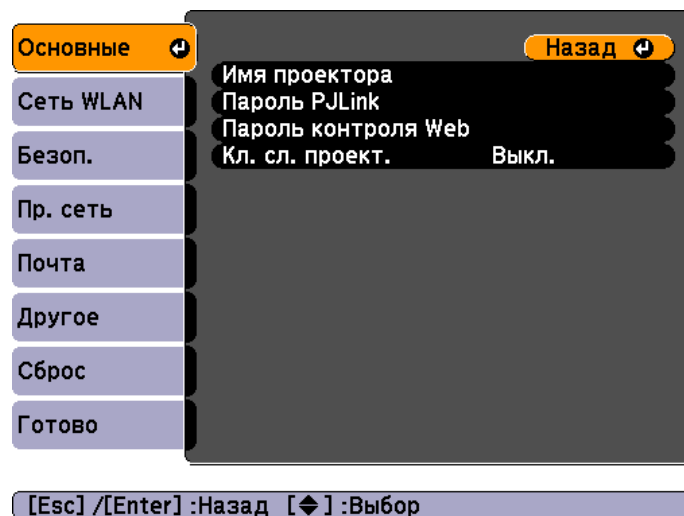 Основные
Назад
Имя проектора
Сеть WLAN
Пароль PJLink
Пароль контроля Web
Безоп.
Кл. сл. проект. Выкл.
Пр. сеть
Почта
Другое
Сброс
Готово
[Esc] /[Enter] :Назад [◆] :Выбор